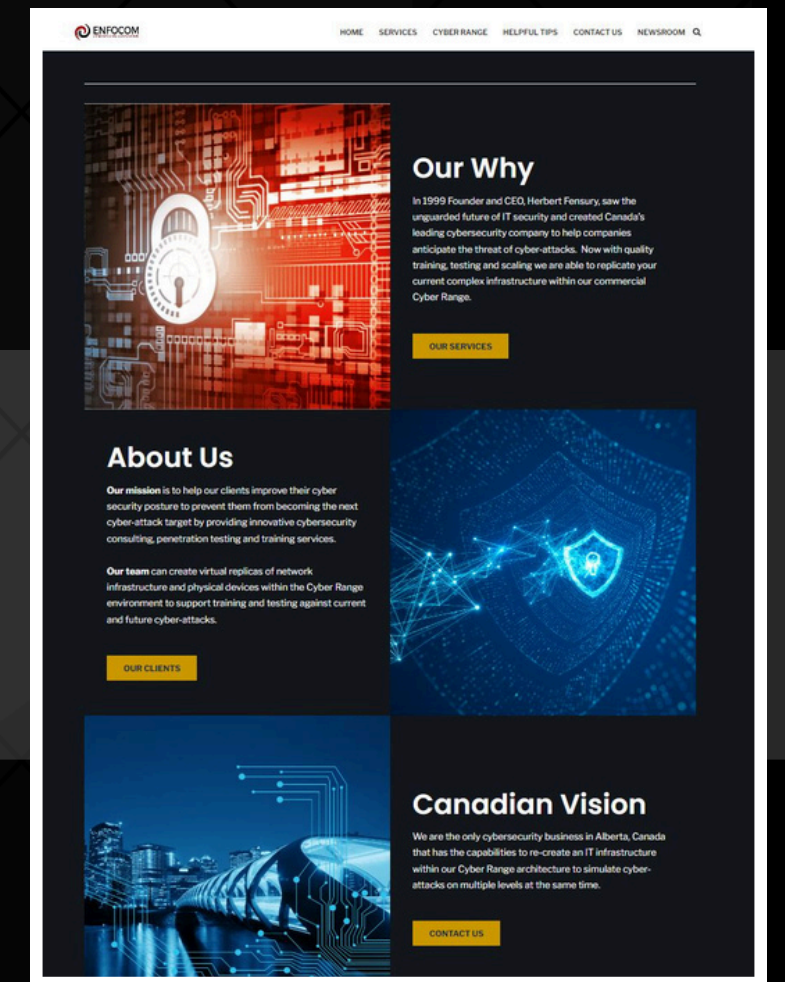 ENFOCOM
HOME SERVICES CYBER RANGE HELPFUL TIPS CONTACT US NEWSROOM
Our Why
In 1999 Founder and CEO, Herbert Fensury, saw the
unguarded future of IT security and created Canada's
leading cybersecurity company to help companies
anticipate the threat of cyber-attacks. Now with quality
training, testing and scaling we are able to replicate your
current complex infrastructure within our commercial
Cyber Range.
OUR SERVICES
About Us
Our mission is to help our clients improve their cyber
security posture to prevent them from becoming the next
cyber-attack target by providing innovative cybersecurity
consulting, penetration testing and training services.
Our team can create virtual replicas of network
infrastructure and physical devices within the Cyber Range
environment to support training and testing against current
and future cyber-attacks.
OUR CLIENTS
Canadian Vision
We are the only cybersecurity business in Alberta, Canada
that has the capabilities to re-create an IT infrastructure
within our Cyber Range architecture to simulate cyber-
attacks on multiple levels at the same time.
CONTACT US